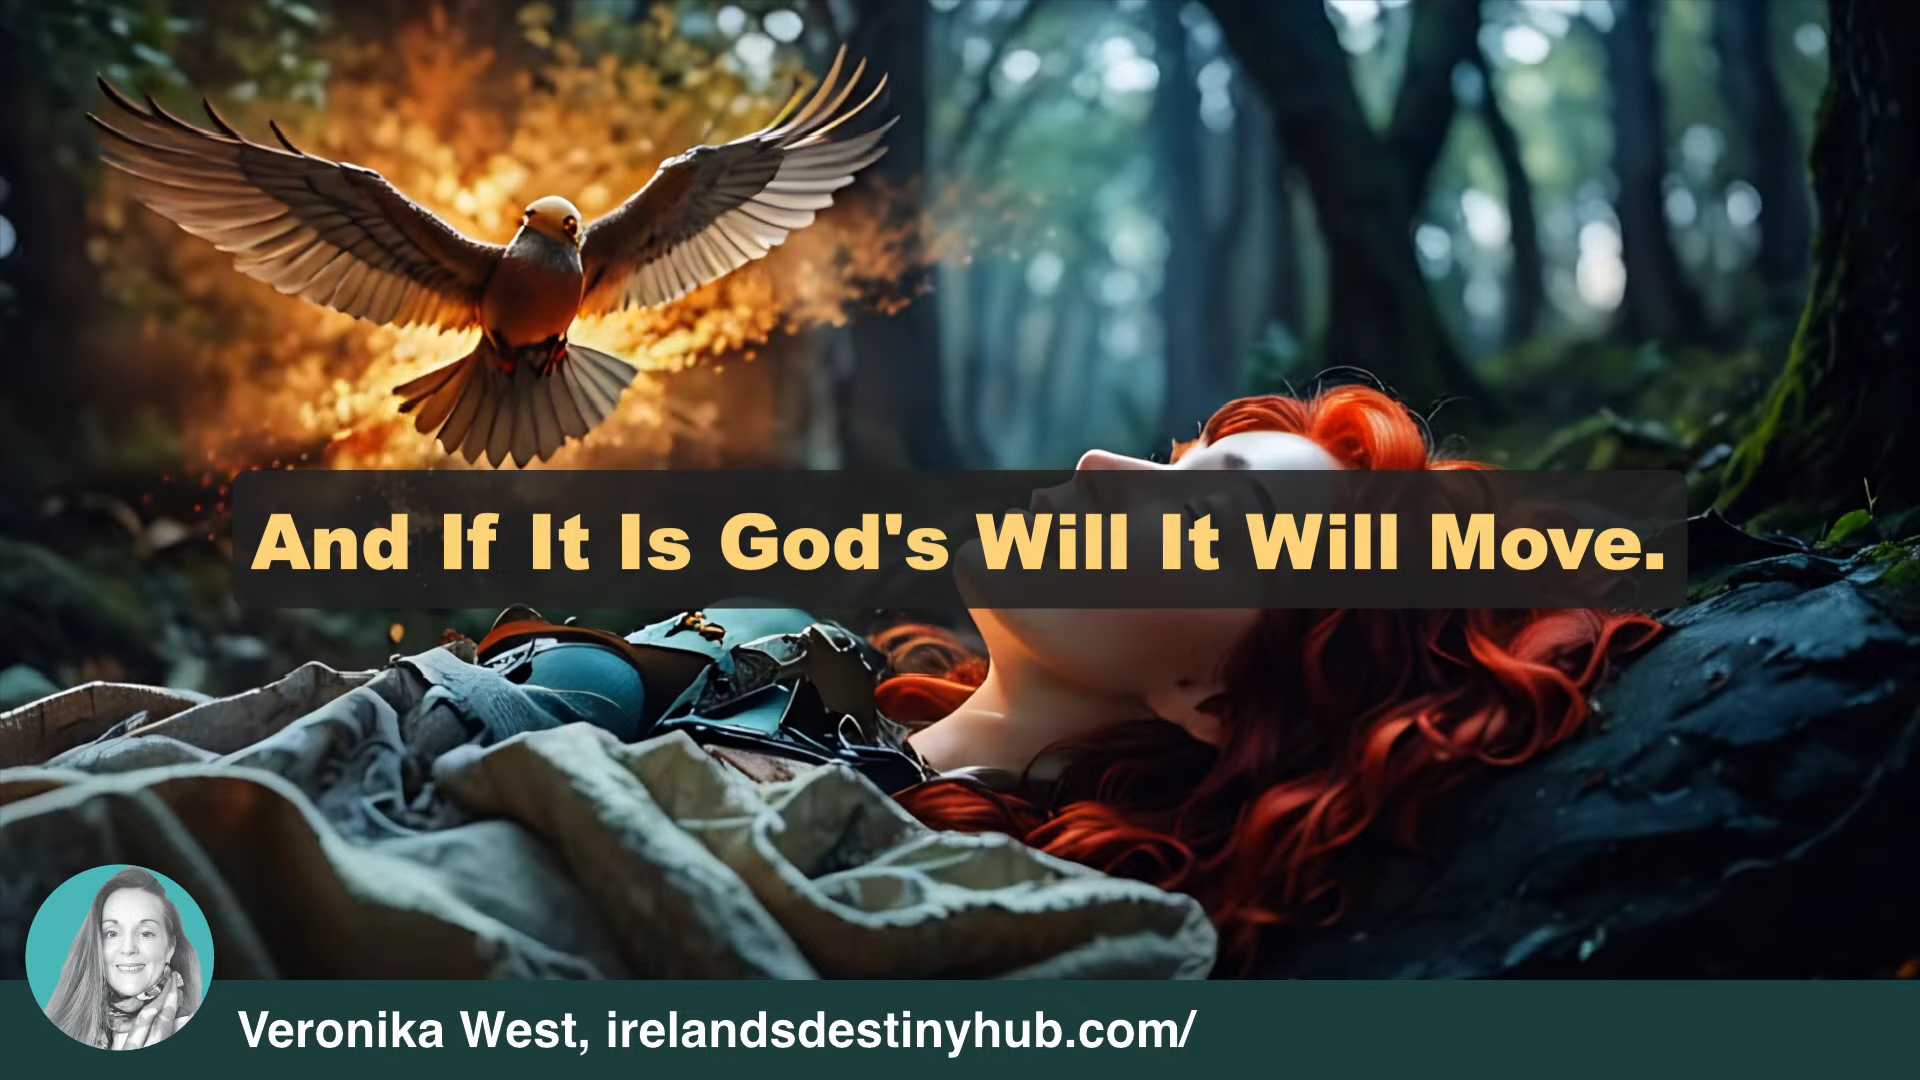 And If It Is God's Will It Will Move.
Veronika West, irelandsdestinyhub.com/